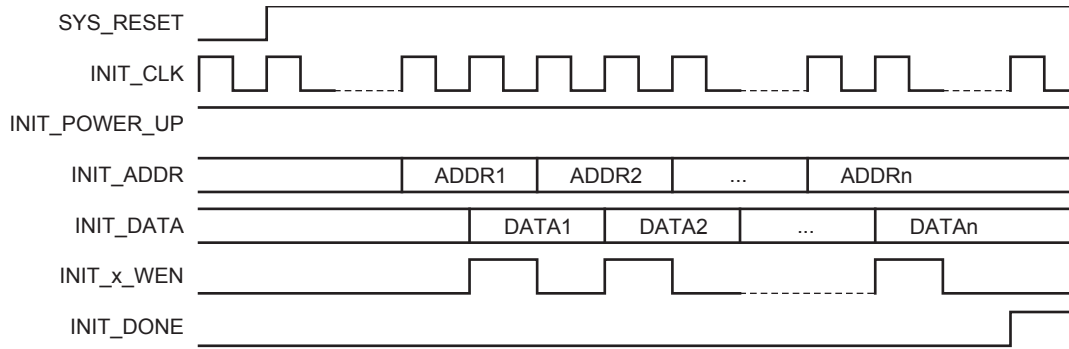 SYS_RESET
INIT_CLK
INIT_POWER_UP
INIT_ADDR ADDR1 ADDR2 ... ADDRn
INIT_DATA DATA1 DATA2 ... DATAn
INIT_x_WEN
INIT_DONE